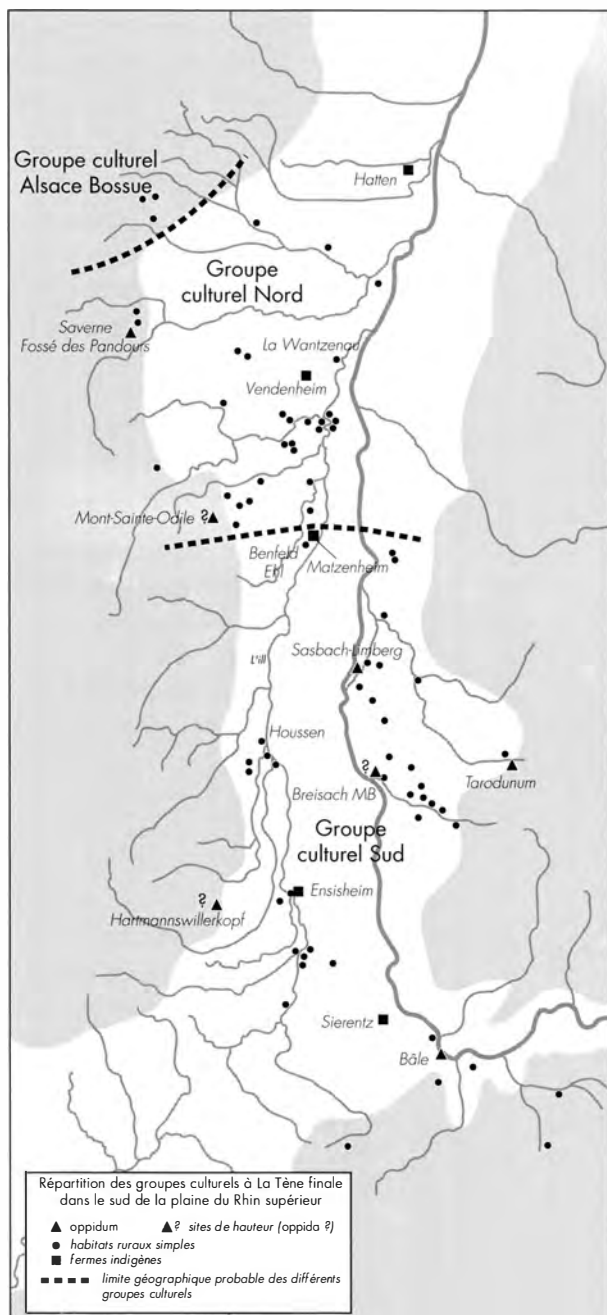 Hatten
Groupe culturel
Alsace Bossue
Groupe
culturel Nord
Saverne
Fossé des Pandours
La Wantzenau
Vendenheim
?
Mont-Sainte-Odile
Benfeld
Ehl
Matzenheim
L'ill
Sasbach-Limberg
Houssen
?
Tarodunum
Breisach MB
Groupe
culturel Sud
?
Ensisheim
Hartmannswillerkopf
Sierentz
Bâle
Répartition des groupes culturels à La Tène finale
dans le sud de la plaine du Rhin supérieur
oppidum
? sites de hauteur (oppida ?)
habitats ruraux simples
fermes indigènes
limite géographique probable des différents
groupes culturels